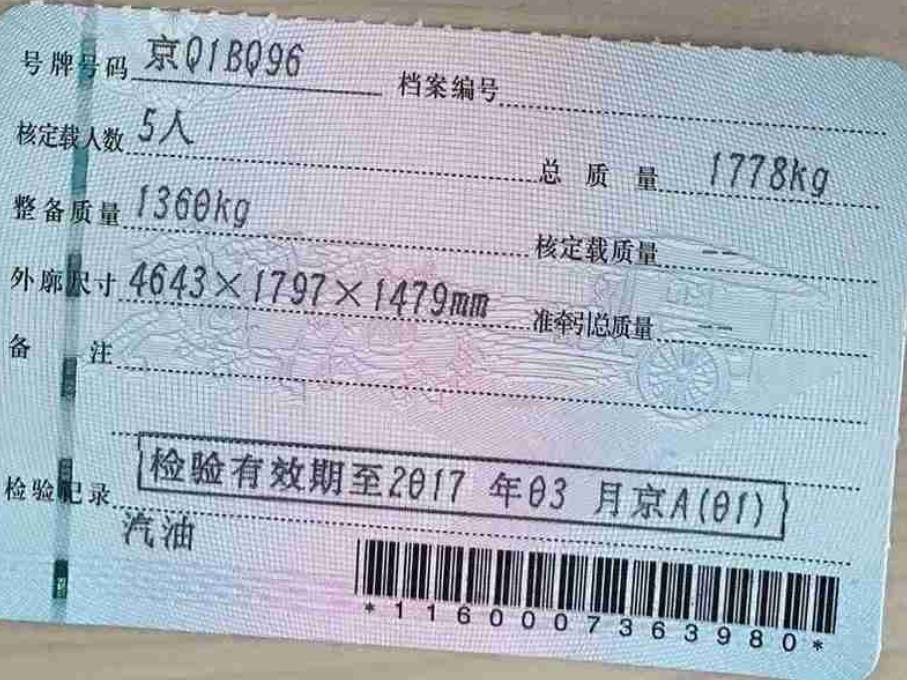 号牌号码 京Q1BQ96 档案编号
核定载人数 5人 总质量 1778kg
整备质量 1360kg 核定载质量 --
外廓尺寸 4643×1797×1479mm 准牵引总质量 --
备注
检验记录 检验有效期至2017 年03 月京A(01)
汽油
*1160007363980*